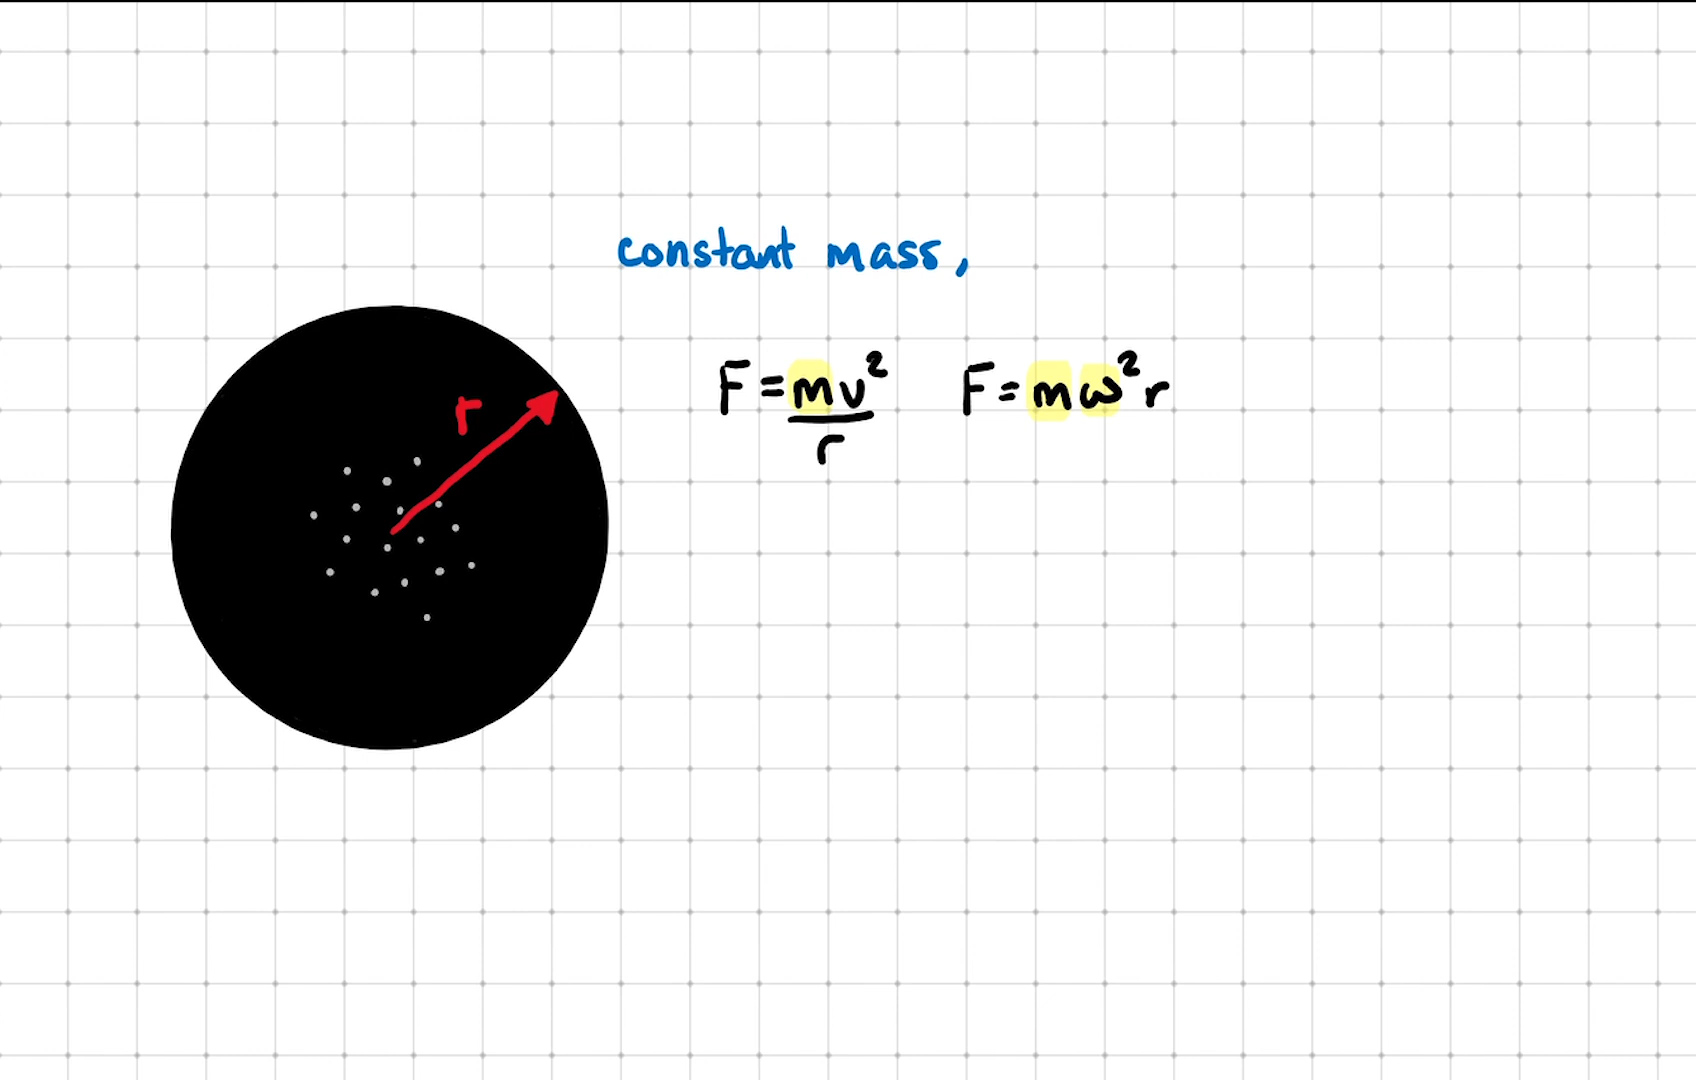 constant mass,
r
F = mv²/r    F = mω²r